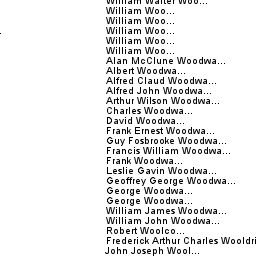 William Walter Woo...
William Woo...
William Woo...
William Woo...
William Woo...
William Woo...
Alan McClune Woodwa...
Albert Woodwa...
Alfred Claud Woodwa...
Alfred John Woodwa...
Arthur Wilson Woodwa...
Charles Woodwa...
David Woodwa...
Frank Ernest Woodwa...
Guy Fosbrooke Woodwa...
Francis William Woodwa...
Frank Woodwa...
Leslie Gavin Woodwa...
Geoffrey George Woodwa...
George Woodwa...
George Woodwa...
William James Woodwa...
William John Woodwa...
Robert Woolco...
Frederick Arthur Charles Wooldri
John Joseph Wool...